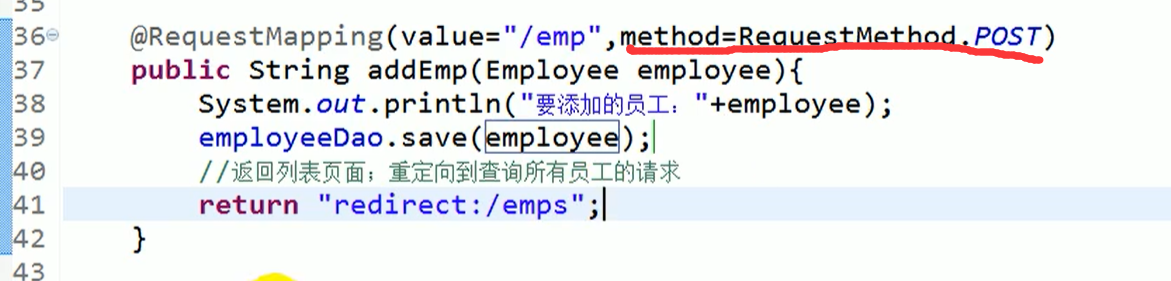 35
36 @RequestMapping(value="/emp",method=RequestMethod.POST)
37 public String addEmp(Employee employee){
38 System.out.println("要添加的员工："+employee);
39 employeeDao.save(employee);
40 //返回列表页面；重定向到查询所有员工的请求
41 return "redirect:/emps";
42 }
43